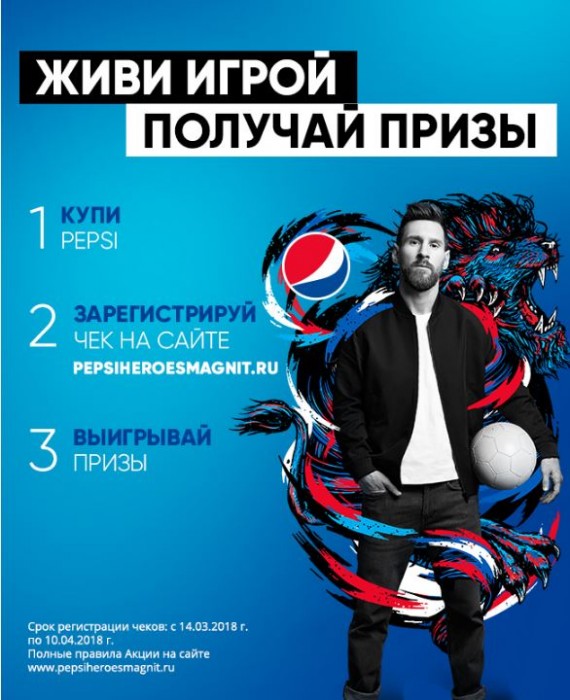 ЖИВИ ИГРОЙ
ПОЛУЧАЙ ПРИЗЫ
1 КУПИ
PEPSI
2 ЗАРЕГИСТРИРУЙ
ЧЕК НА САЙТЕ
PEPSIHEROESMAGNIT.RU
3 ВЫИГРЫВАЙ
ПРИЗЫ
Срок регистрации чеков: с 14.03.2018 г.
по 10.04.2018 г.
Полные правила Акции на сайте
www.pepsiheroesmagnit.ru